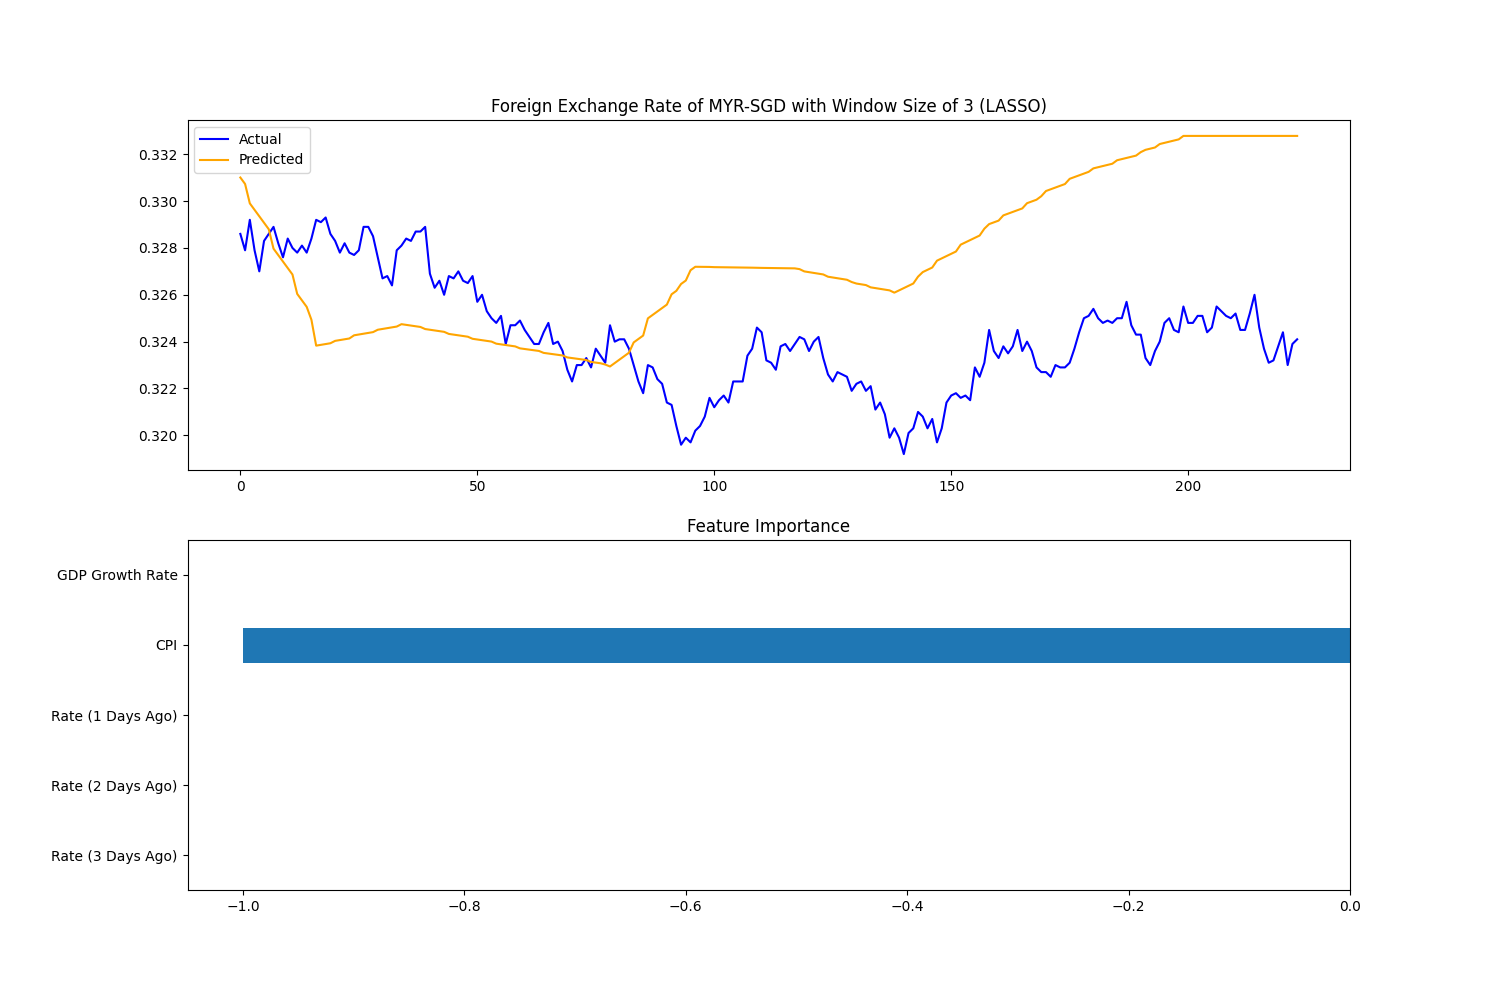 Foreign Exchange Rate of MYR-SGD with Window Size of 3 (LASSO)
Actual
Predicted
0.332
0.330
0.328
0.326
0.324
0.322
0.320
0 50 100 150 200
Feature Importance
GDP Growth Rate
CPI
Rate (1 Days Ago)
Rate (2 Days Ago)
Rate (3 Days Ago)
−1.0 −0.8 −0.6 −0.4 −0.2 0.0